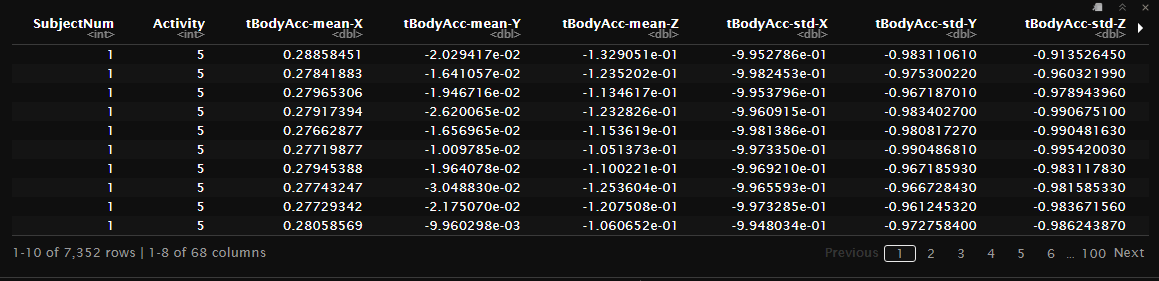 SubjectNum Activity tBodyAcc-mean-X tBodyAcc-mean-Y tBodyAcc-mean-Z tBodyAcc-std-X tBodyAcc-std-Y tBodyAcc-std-Z
<int> <int> <dbl> <dbl> <dbl> <dbl> <dbl> <dbl>
1 5 0.28858451 -2.029417e-02 -1.329051e-01 -9.952786e-01 -0.983110610 -0.913526450
1 5 0.27841883 -1.641057e-02 -1.235202e-01 -9.982453e-01 -0.975300220 -0.960321990
1 5 0.27965306 -1.946716e-02 -1.134617e-01 -9.953796e-01 -0.967187010 -0.978943960
1 5 0.27917394 -2.620065e-02 -1.232826e-01 -9.960915e-01 -0.983402700 -0.990675100
1 5 0.27662877 -1.656965e-02 -1.153619e-01 -9.981386e-01 -0.980817270 -0.990481630
1 5 0.27719877 -1.009785e-02 -1.051373e-01 -9.973350e-01 -0.990486810 -0.995420030
1 5 0.27945388 -1.964078e-02 -1.100221e-01 -9.969210e-01 -0.967185930 -0.983117830
1 5 0.27743247 -3.048830e-02 -1.253604e-01 -9.965593e-01 -0.966728430 -0.981585330
1 5 0.27729342 -2.175070e-02 -1.207508e-01 -9.973285e-01 -0.961245320 -0.983671560
1 5 0.28058569 -9.960298e-03 -1.060652e-01 -9.948034e-01 -0.972758400 -0.986243870
1-10 of 7,352 rows | 1-8 of 68 columns Previous 1 2 3 4 5 6 ... 100 Next